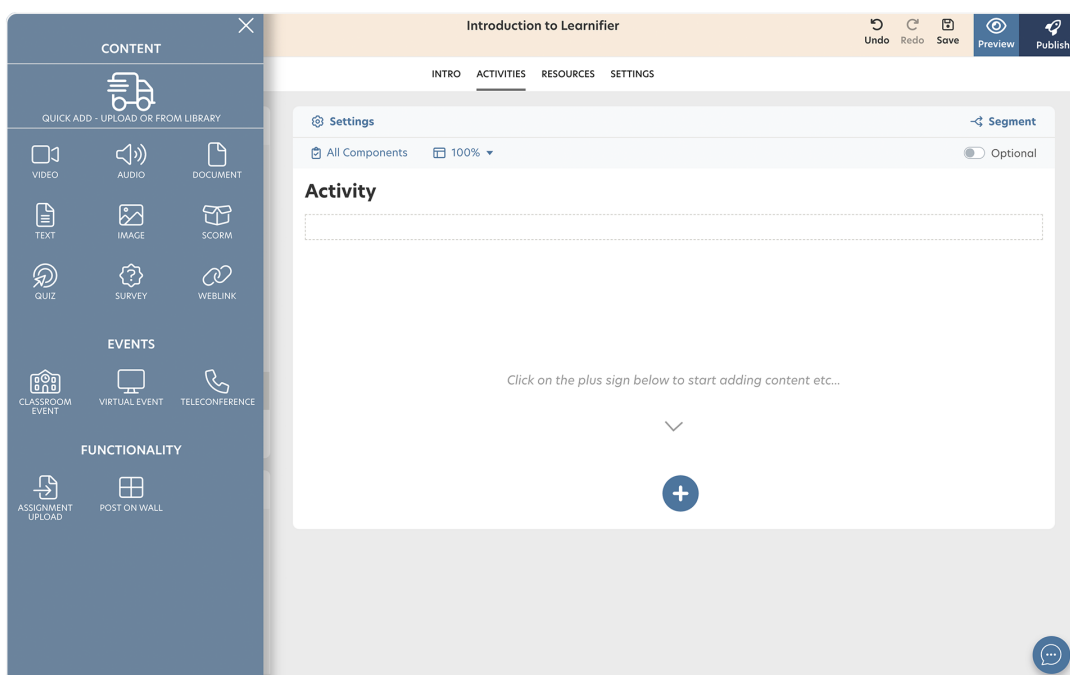 CONTENT
QUICK ADD - UPLOAD OR FROM LIBRARY
VIDEO
AUDIO
DOCUMENT
TEXT
IMAGE
SCORM
QUIZ
SURVEY
WEBLINK
EVENTS
CLASSROOM
EVENT
VIRTUAL EVENT
TELECONFERENCE
FUNCTIONALITY
ASSIGNMENT
UPLOAD
POST ON WALL
Introduction to Learnifier
Undo
Redo
Save
Preview
Publish
INTRO
ACTIVITIES
RESOURCES
SETTINGS
Settings
Segment
All Components
100%
Optional
Activity
Click on the plus sign below to start adding content etc...